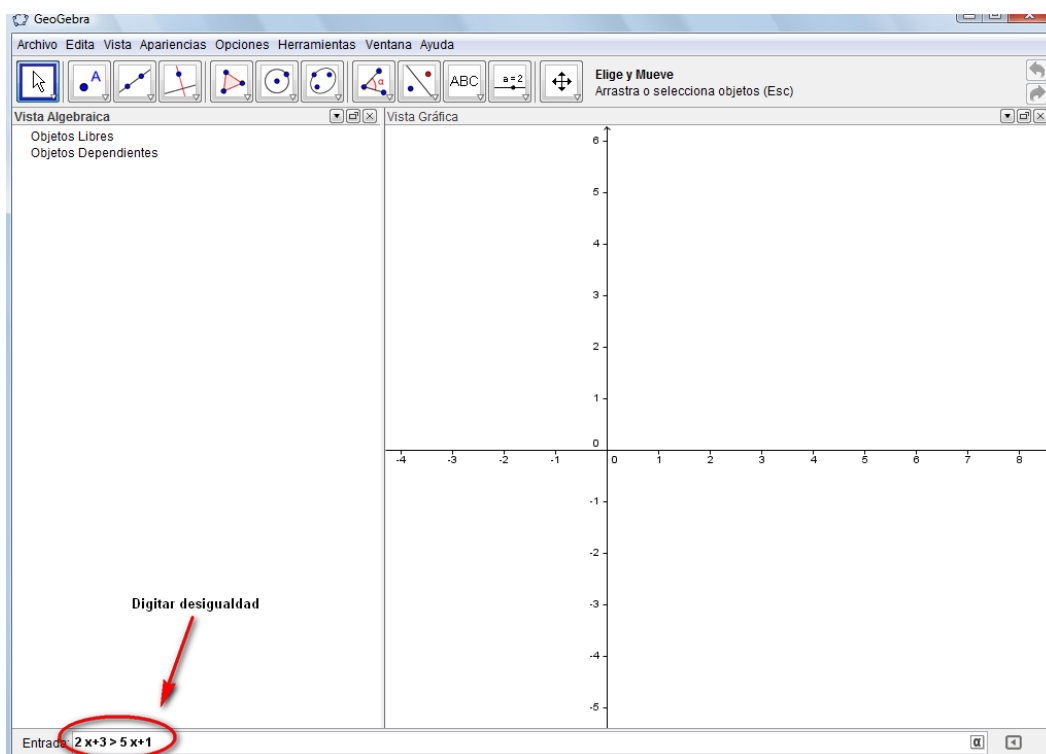 GeoGebra
Archivo Edita Vista Apariencias Opciones Herramientas Ventana Ayuda
A
α
ABC
a=2
Elige y Mueve
Arrastra o selecciona objetos (Esc)
Vista Algebraica
Vista Gráfica
Objetos Libres
Objetos Dependientes
6
5
4
3
2
1
0
-4 -3 -2 -1 0 1 2 3 4 5 6 7 8
-1
-2
-3
-4
-5
Digitar desigualdad
Entrada: 2 x+3 > 5 x+1
α